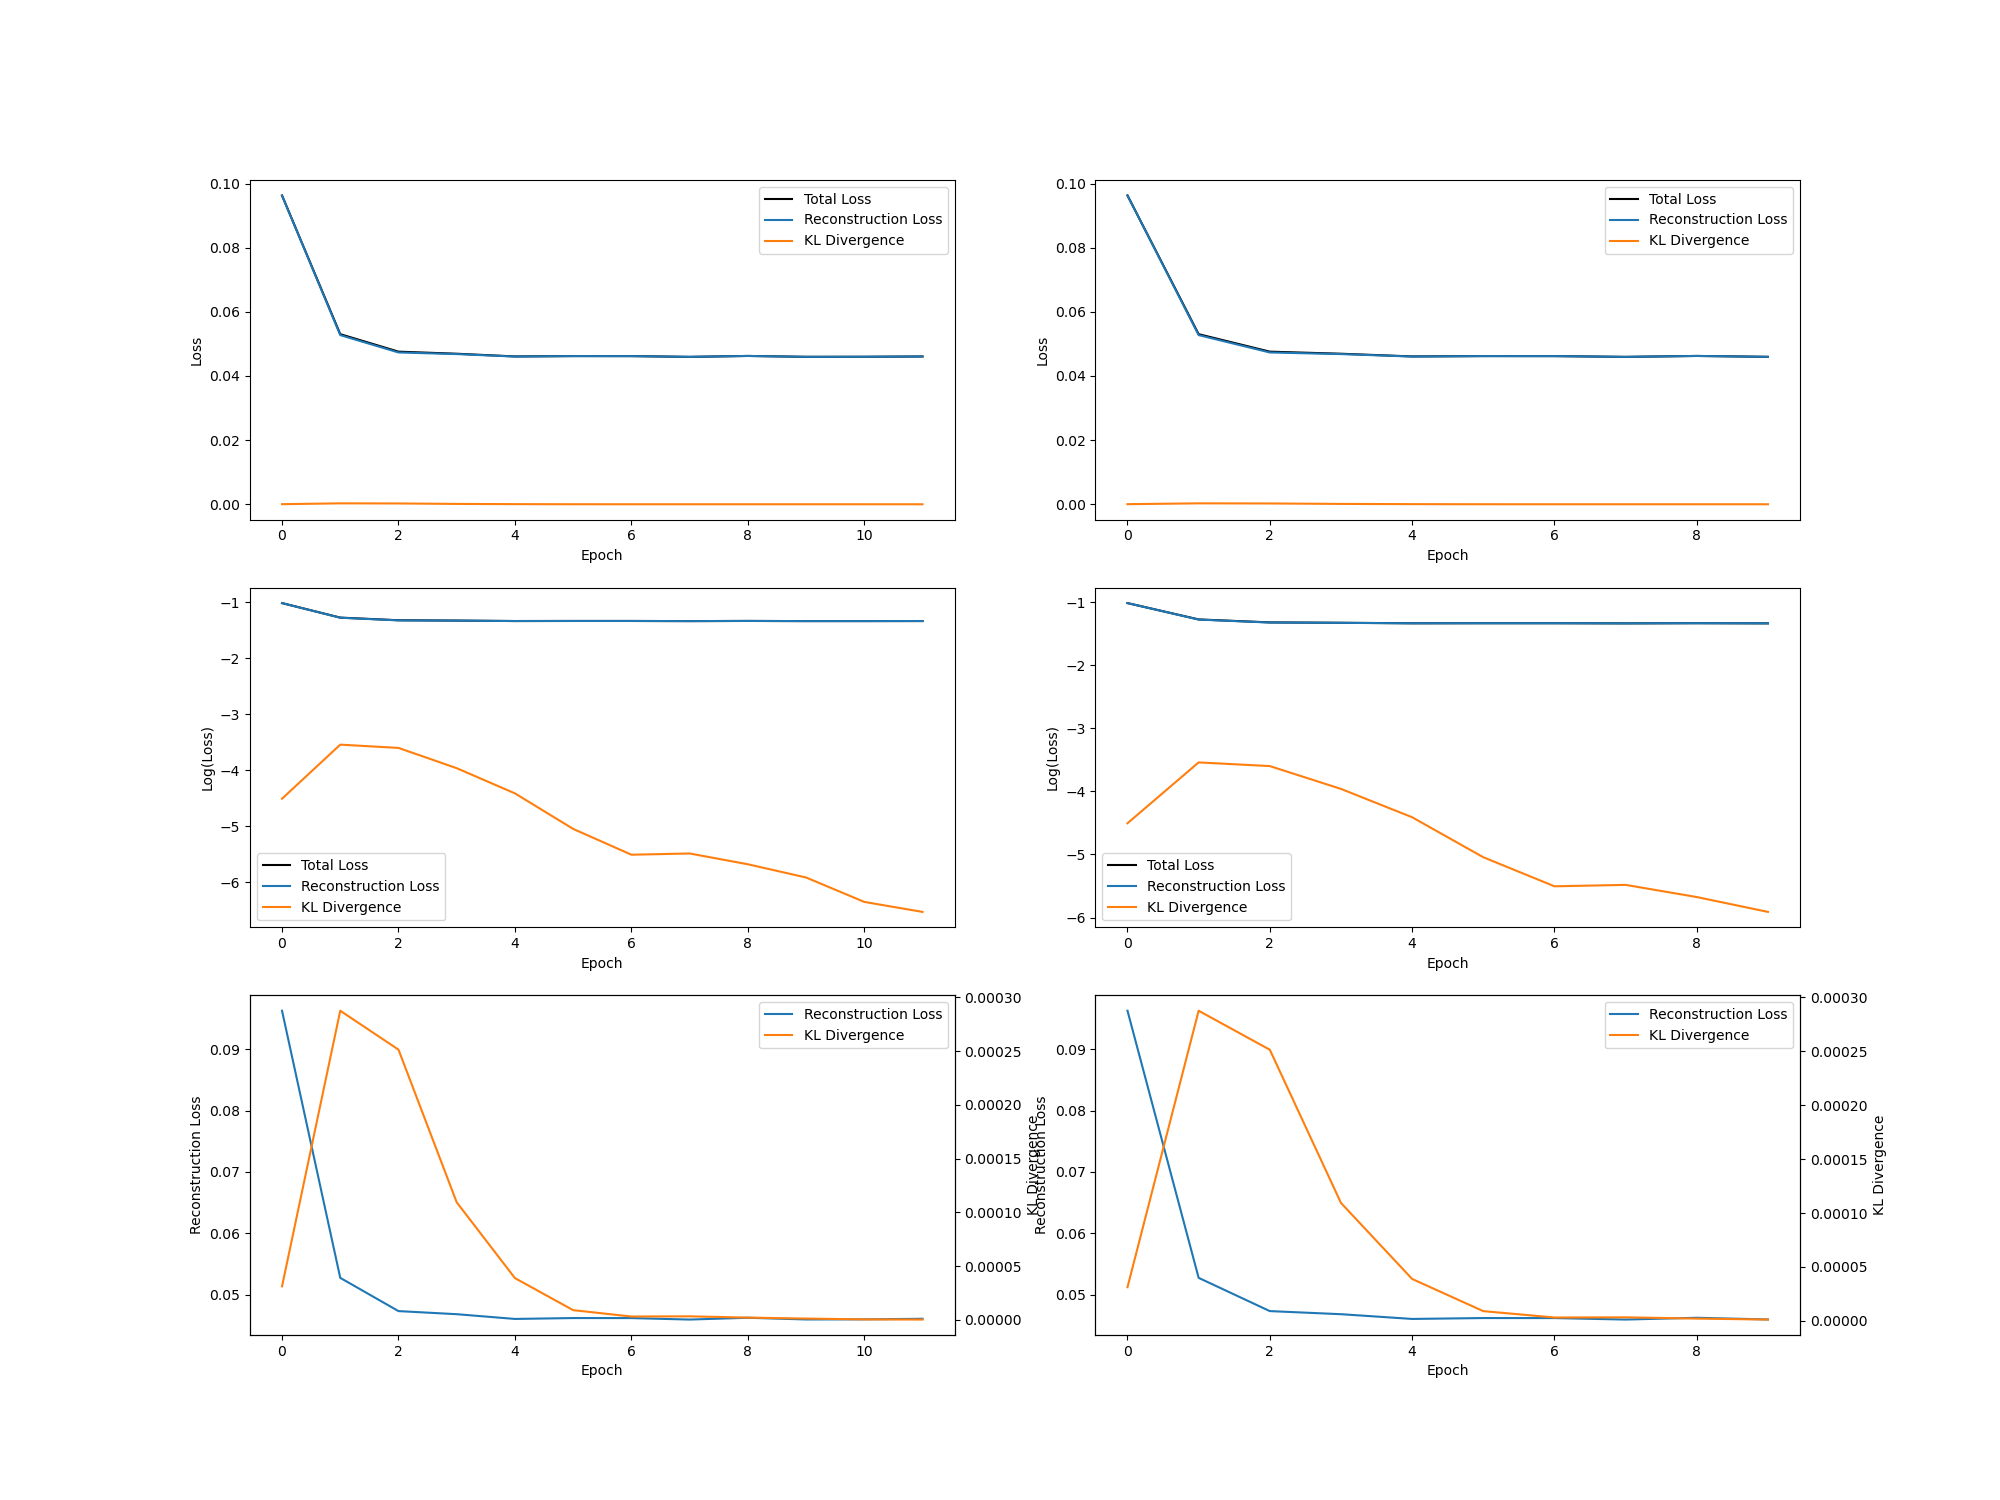 0.10
0.08
0.06
0.04
0.02
0.00
Loss
0 2 4 6 8 10
Epoch
Total Loss
Reconstruction Loss
KL Divergence
0.10
0.08
0.06
0.04
0.02
0.00
Loss
0 2 4 6 8
Epoch
Total Loss
Reconstruction Loss
KL Divergence
−1
−2
−3
−4
−5
−6
Log(Loss)
0 2 4 6 8 10
Epoch
Total Loss
Reconstruction Loss
KL Divergence
−1
−2
−3
−4
−5
−6
Log(Loss)
0 2 4 6 8
Epoch
Total Loss
Reconstruction Loss
KL Divergence
0.09
0.08
0.07
0.06
0.05
Reconstruction Loss
0 2 4 6 8 10
Epoch
Reconstruction Loss
KL Divergence
0.00030
0.00025
0.00020
0.00015
0.00010
0.00005
0.00000
KL Divergence
0.09
0.08
0.07
0.06
0.05
Reconstruction Loss
0 2 4 6 8
Epoch
Reconstruction Loss
KL Divergence
0.00030
0.00025
0.00020
0.00015
0.00010
0.00005
0.00000
KL Divergence